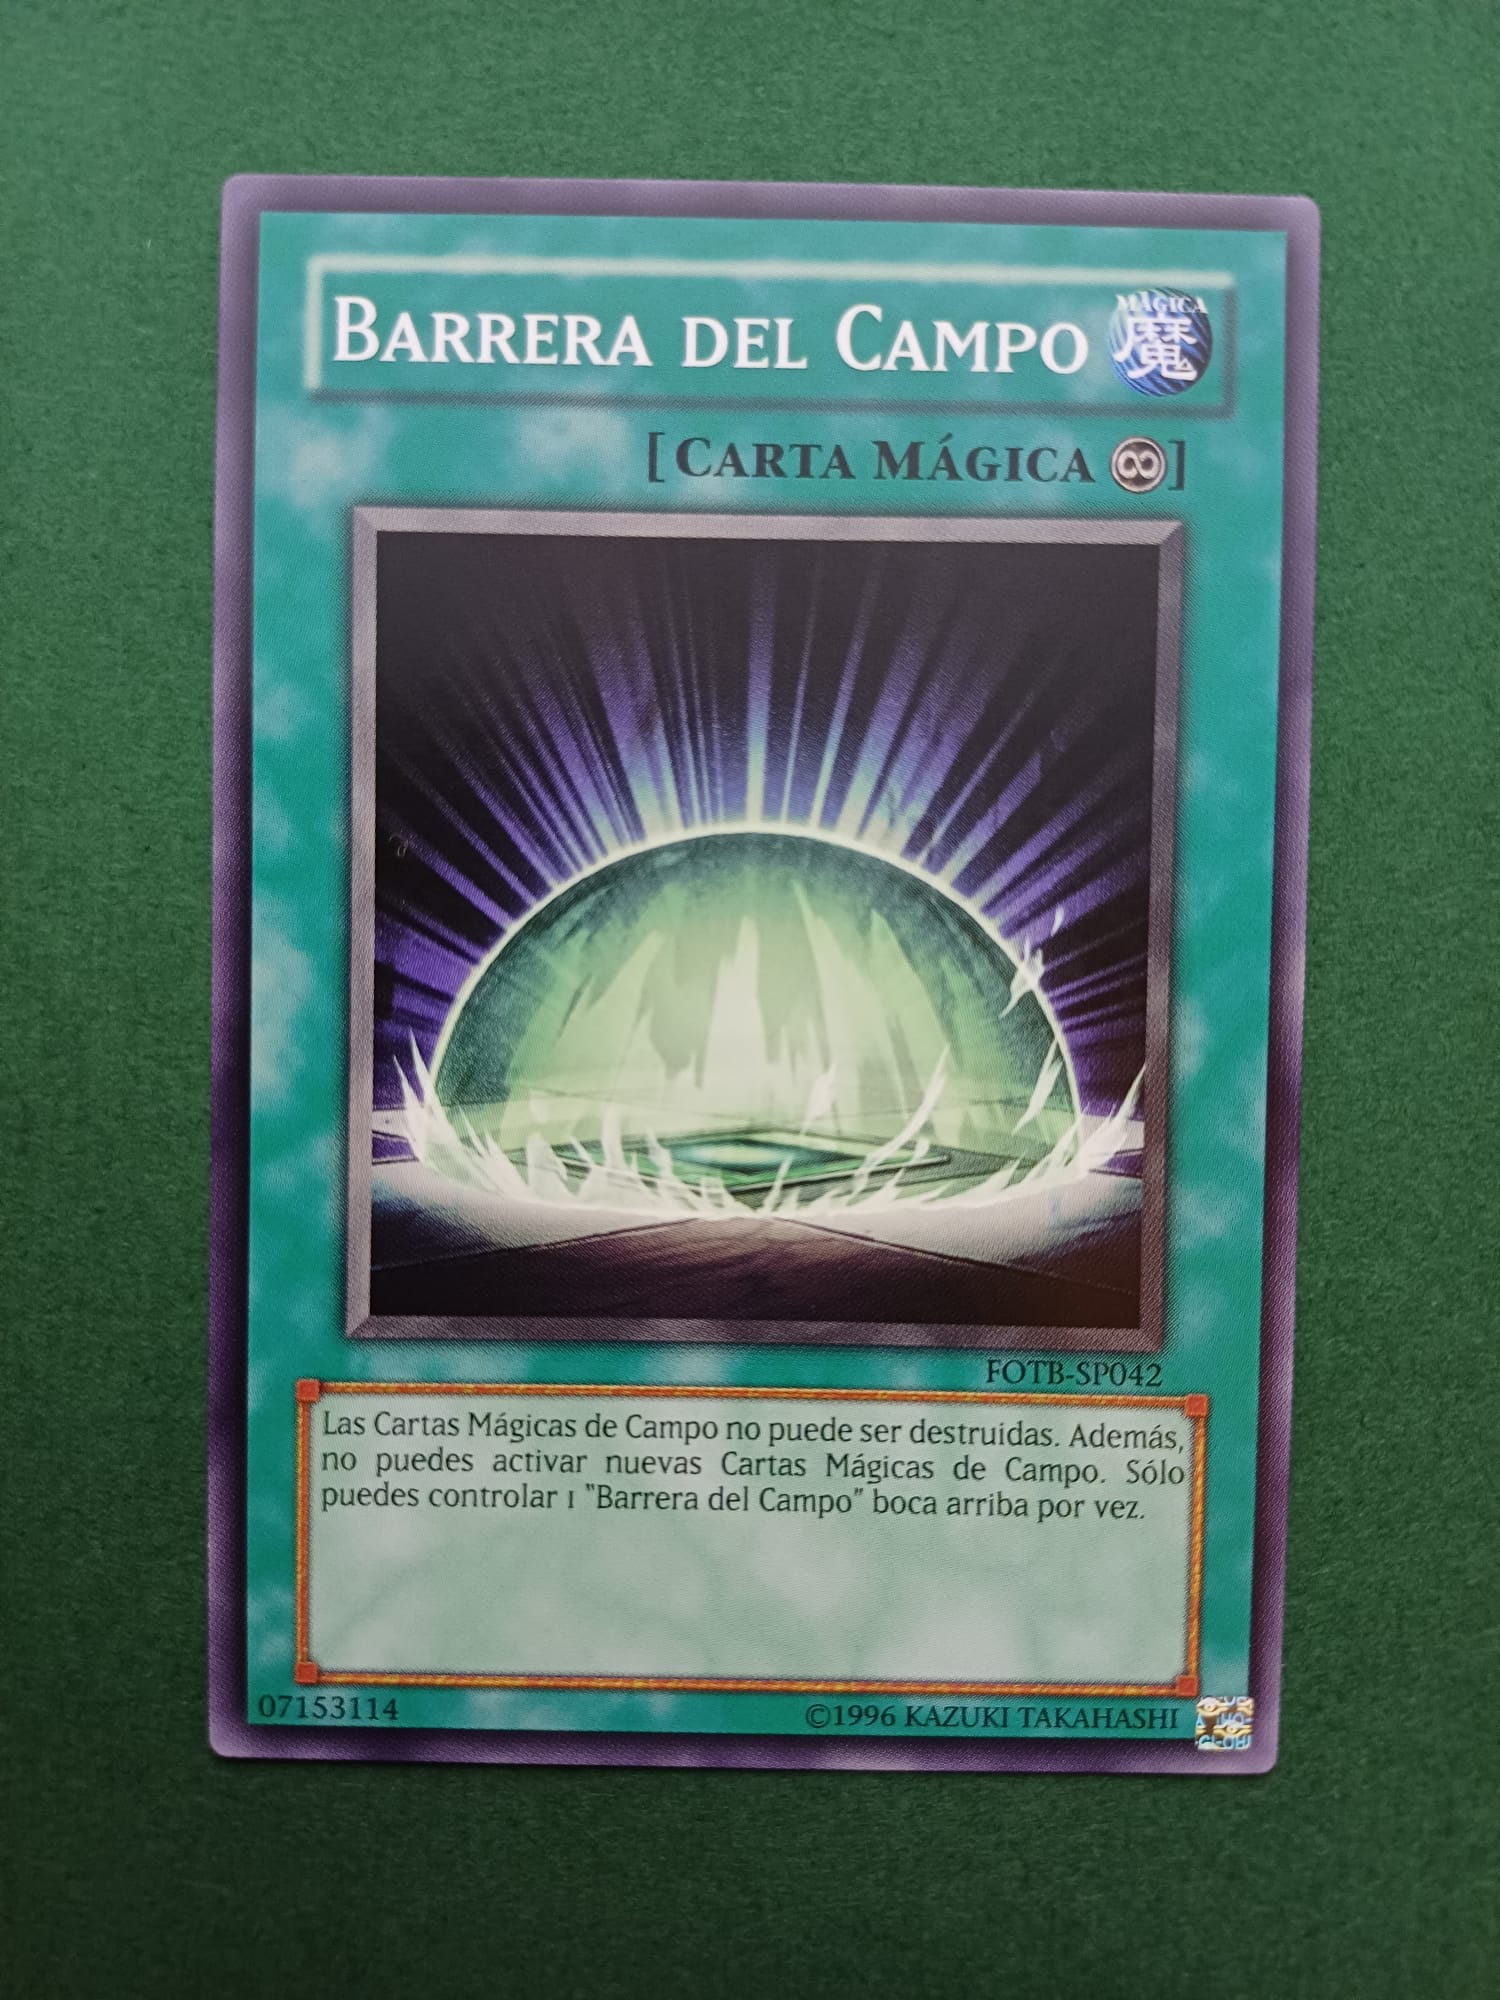 Barrera del Campo
MÁGICA
魔
[CARTA MÁGICA ]
FOTB-SP042
Las Cartas Mágicas de Campo no puede ser destruidas. Además,
no puedes activar nuevas Cartas Mágicas de Campo. Sólo
puedes controlar 1 "Barrera del Campo" boca arriba por vez.
07153114
©1996 KAZUKI TAKAHASHI